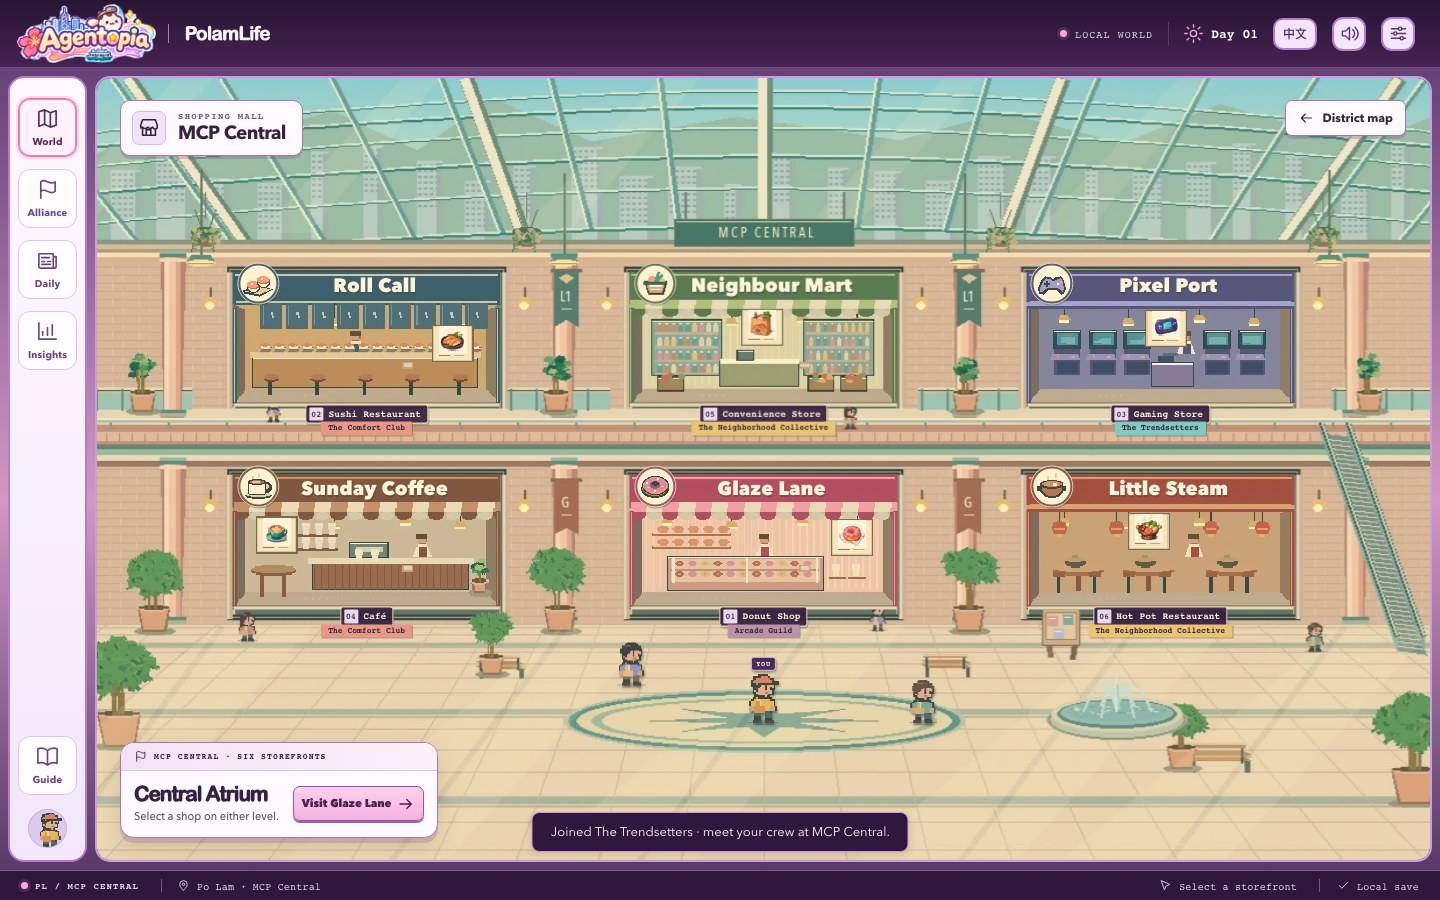 Agentopia
PolamLife
LOCAL WORLD
Day 01
中文
World
Alliance
Daily
Insights
Guide
SHOPPING MALL
MCP Central
District map
MCP CENTRAL
Roll Call
Neighbour Mart
Pixel Port
L1
L1
02 Sushi Restaurant
The Comfort Club
05 Convenience Store
The Neighborhood Collective
03 Gaming Store
The Trendsetters
Sunday Coffee
Glaze Lane
Little Steam
G
G
04 Café
The Comfort Club
01 Donut Shop
Arcade Guild
06 Hot Pot Restaurant
The Neighborhood Collective
YOU
MCP CENTRAL · SIX STOREFRONTS
Central Atrium
Select a shop on either level.
Visit Glaze Lane
Joined The Trendsetters · meet your crew at MCP Central.
PL / MCP CENTRAL
Po Lam · MCP Central
Select a storefront
Local save